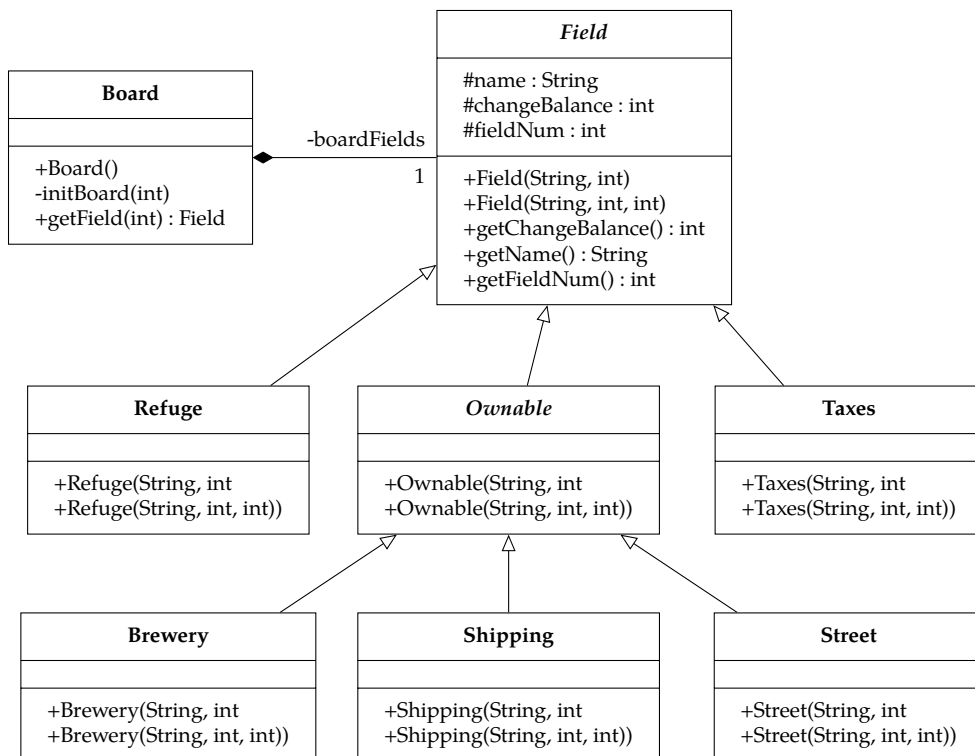 Field
#name : String
#changeBalance : int
#fieldNum : int
+Field(String, int)
+Field(String, int, int)
+getChangeBalance() : int
+getName() : String
+getFieldNum() : int
Board
+Board()
-initBoard(int)
+getField(int) : Field
-boardFields
1
Refuge
+Refuge(String, int
+Refuge(String, int, int))
Ownable
+Ownable(String, int
+Ownable(String, int, int))
Taxes
+Taxes(String, int
+Taxes(String, int, int))
Brewery
+Brewery(String, int
+Brewery(String, int, int))
Shipping
+Shipping(String, int
+Shipping(String, int, int))
Street
+Street(String, int
+Street(String, int, int))